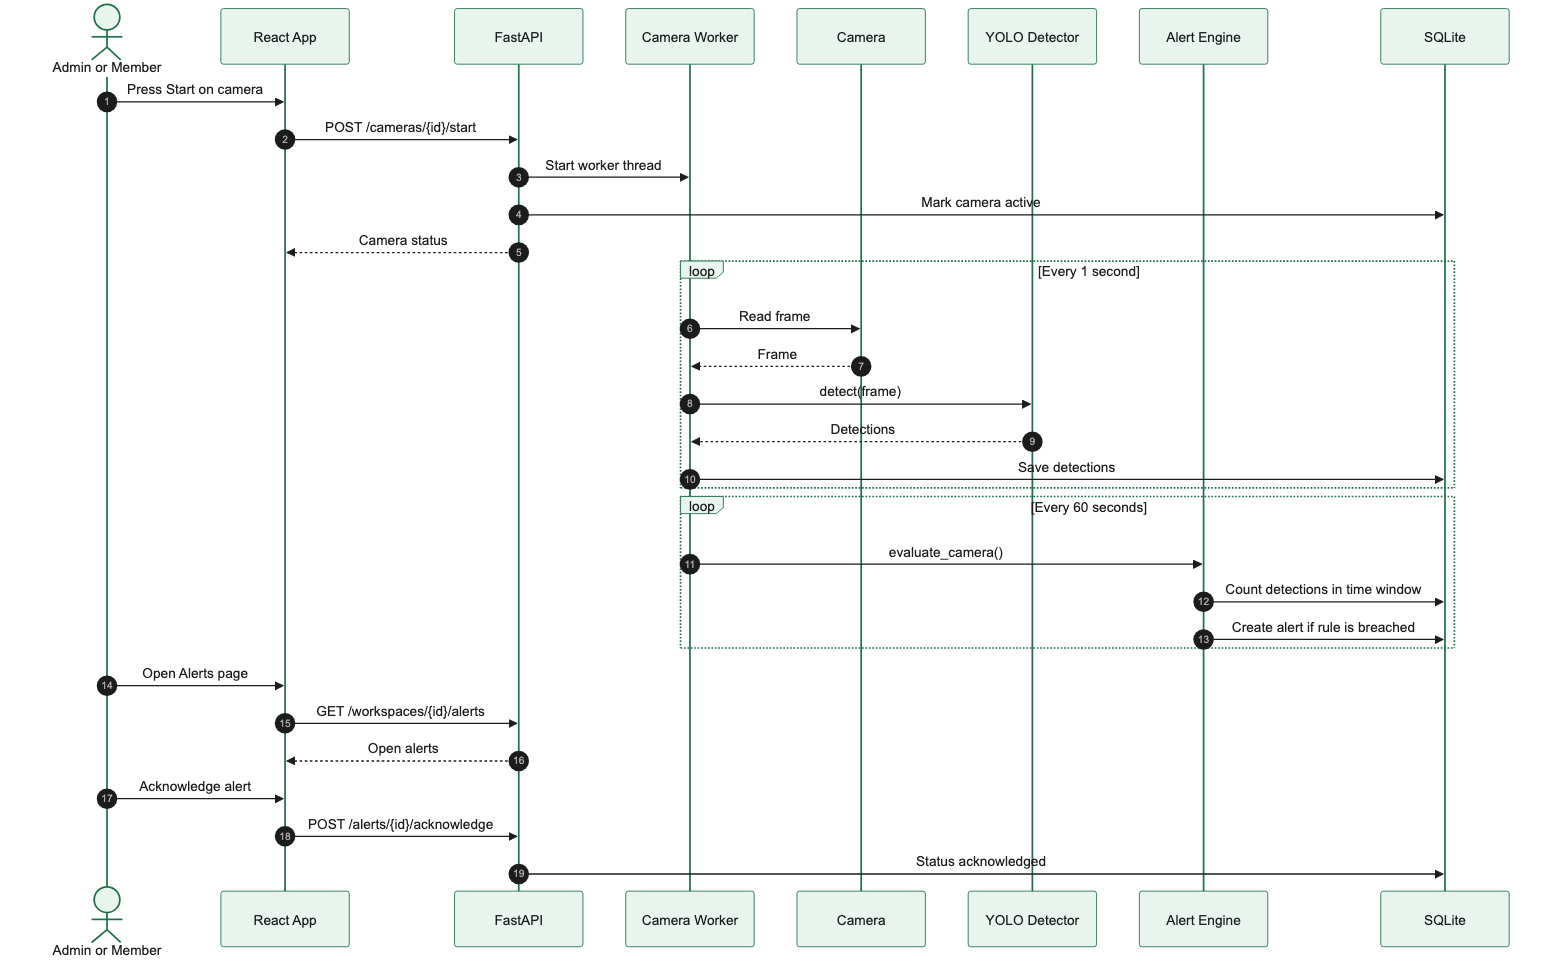 Admin or Member
React App
FastAPI
Camera Worker
Camera
YOLO Detector
Alert Engine
SQLite
1 Press Start on camera
2 POST /cameras/{id}/start
3 Start worker thread
4 Mark camera active
5 Camera status
loop [Every 1 second]
6 Read frame
7 Frame
8 detect(frame)
9 Detections
10 Save detections
loop [Every 60 seconds]
11 evaluate_camera()
12 Count detections in time window
13 Create alert if rule is breached
14 Open Alerts page
15 GET /workspaces/{id}/alerts
16 Open alerts
17 Acknowledge alert
18 POST /alerts/{id}/acknowledge
19 Status acknowledged
Admin or Member
React App
FastAPI
Camera Worker
Camera
YOLO Detector
Alert Engine
SQLite